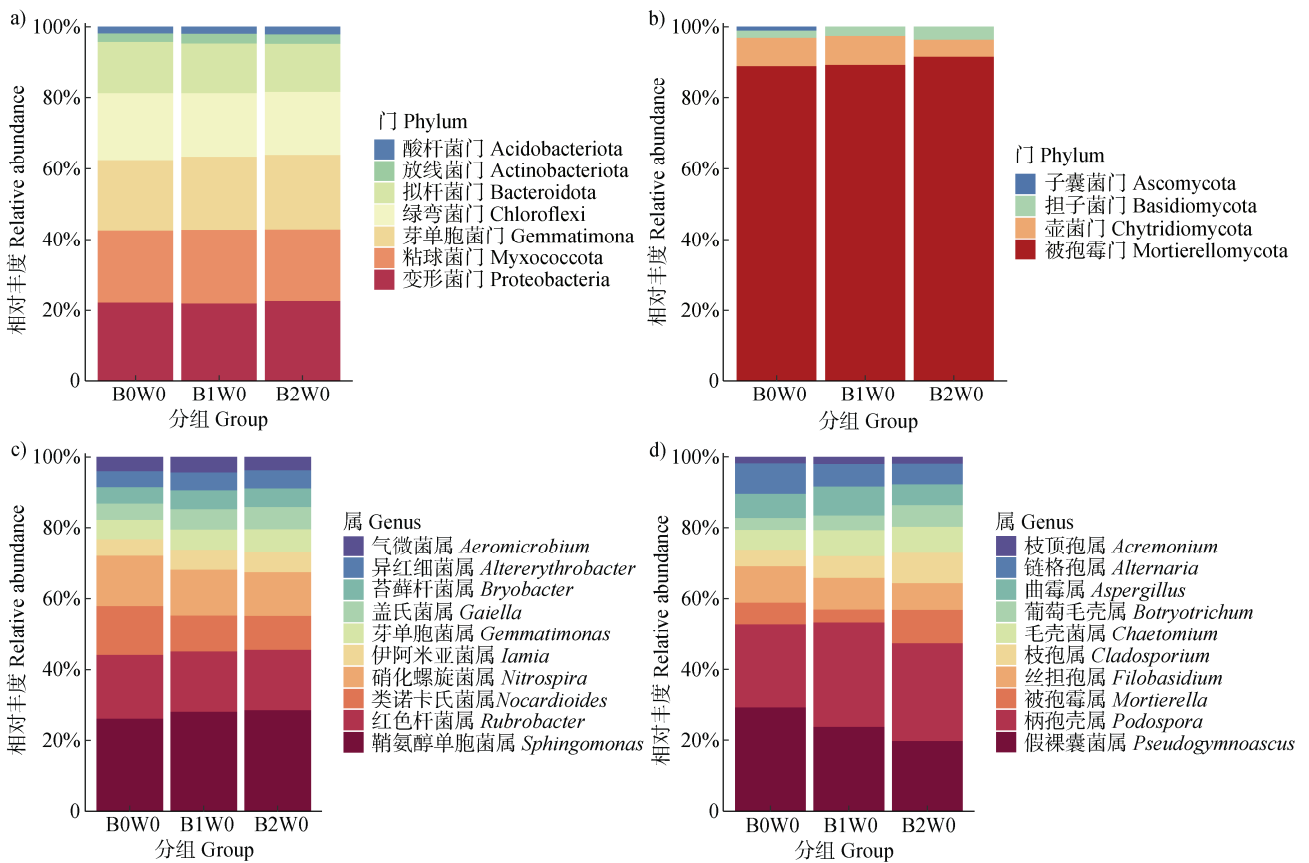 a)
100%
80%
60%
40%
20%
0
相对丰度 Relative abundance
B0W0 B1W0 B2W0
分组 Group
门 Phylum
酸杆菌门 Acidobacteriota
放线菌门 Actinobacteriota
拟杆菌门 Bacteroidota
绿弯菌门 Chloroflexi
芽单胞菌门 Gemmatimona
粘球菌门 Myxococcota
变形菌门 Proteobacteria
b)
100%
80%
60%
40%
20%
0
相对丰度 Relative abundance
B0W0 B1W0 B2W0
分组 Group
门 Phylum
子囊菌门 Ascomycota
担子菌门 Basidiomycota
壶菌门 Chytridiomycota
被孢霉门 Mortierellomycota
c)
100%
80%
60%
40%
20%
0
相对丰度 Relative abundance
B0W0 B1W0 B2W0
分组 Group
属 Genus
气微菌属 Aeromicrobium
异红细菌属 Altererythrobacter
苔藓杆菌属 Bryobacter
盖氏菌属 Gaiella
芽单胞菌属 Gemmatimonas
伊阿米亚菌属 Iamia
硝化螺旋菌属 Nitrospira
类诺卡氏菌属Nocardioides
红色杆菌属 Rubrobacter
鞘氨醇单胞菌属 Sphingomonas
d)
100%
80%
60%
40%
20%
0
相对丰度 Relative abundance
B0W0 B1W0 B2W0
分组 Group
属 Genus
枝顶孢属 Acremonium
链格孢属 Alternaria
曲霉属 Aspergillus
葡萄毛壳属 Botryotrichum
毛壳菌属 Chaetomium
枝孢属 Cladosporium
丝担孢属 Filobasidium
被孢霉属 Mortierella
柄孢壳属 Podospora
假裸囊菌属 Pseudogymnoascus